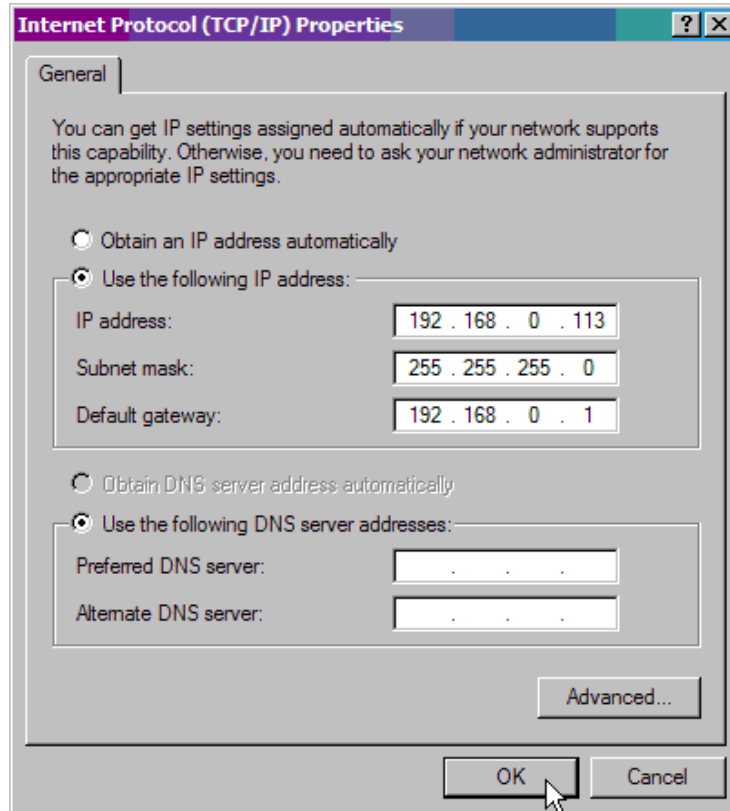 Internet Protocol (TCP/IP) Properties
General
You can get IP settings assigned automatically if your network supports
this capability. Otherwise, you need to ask your network administrator for
the appropriate IP settings.
Obtain an IP address automatically
Use the following IP address:
IP address: 192 . 168 . 0 . 113
Subnet mask: 255 . 255 . 255 . 0
Default gateway: 192 . 168 . 0 . 1
Obtain DNS server address automatically
Use the following DNS server addresses:
Preferred DNS server: . . .
Alternate DNS server: . . .
Advanced...
OK Cancel